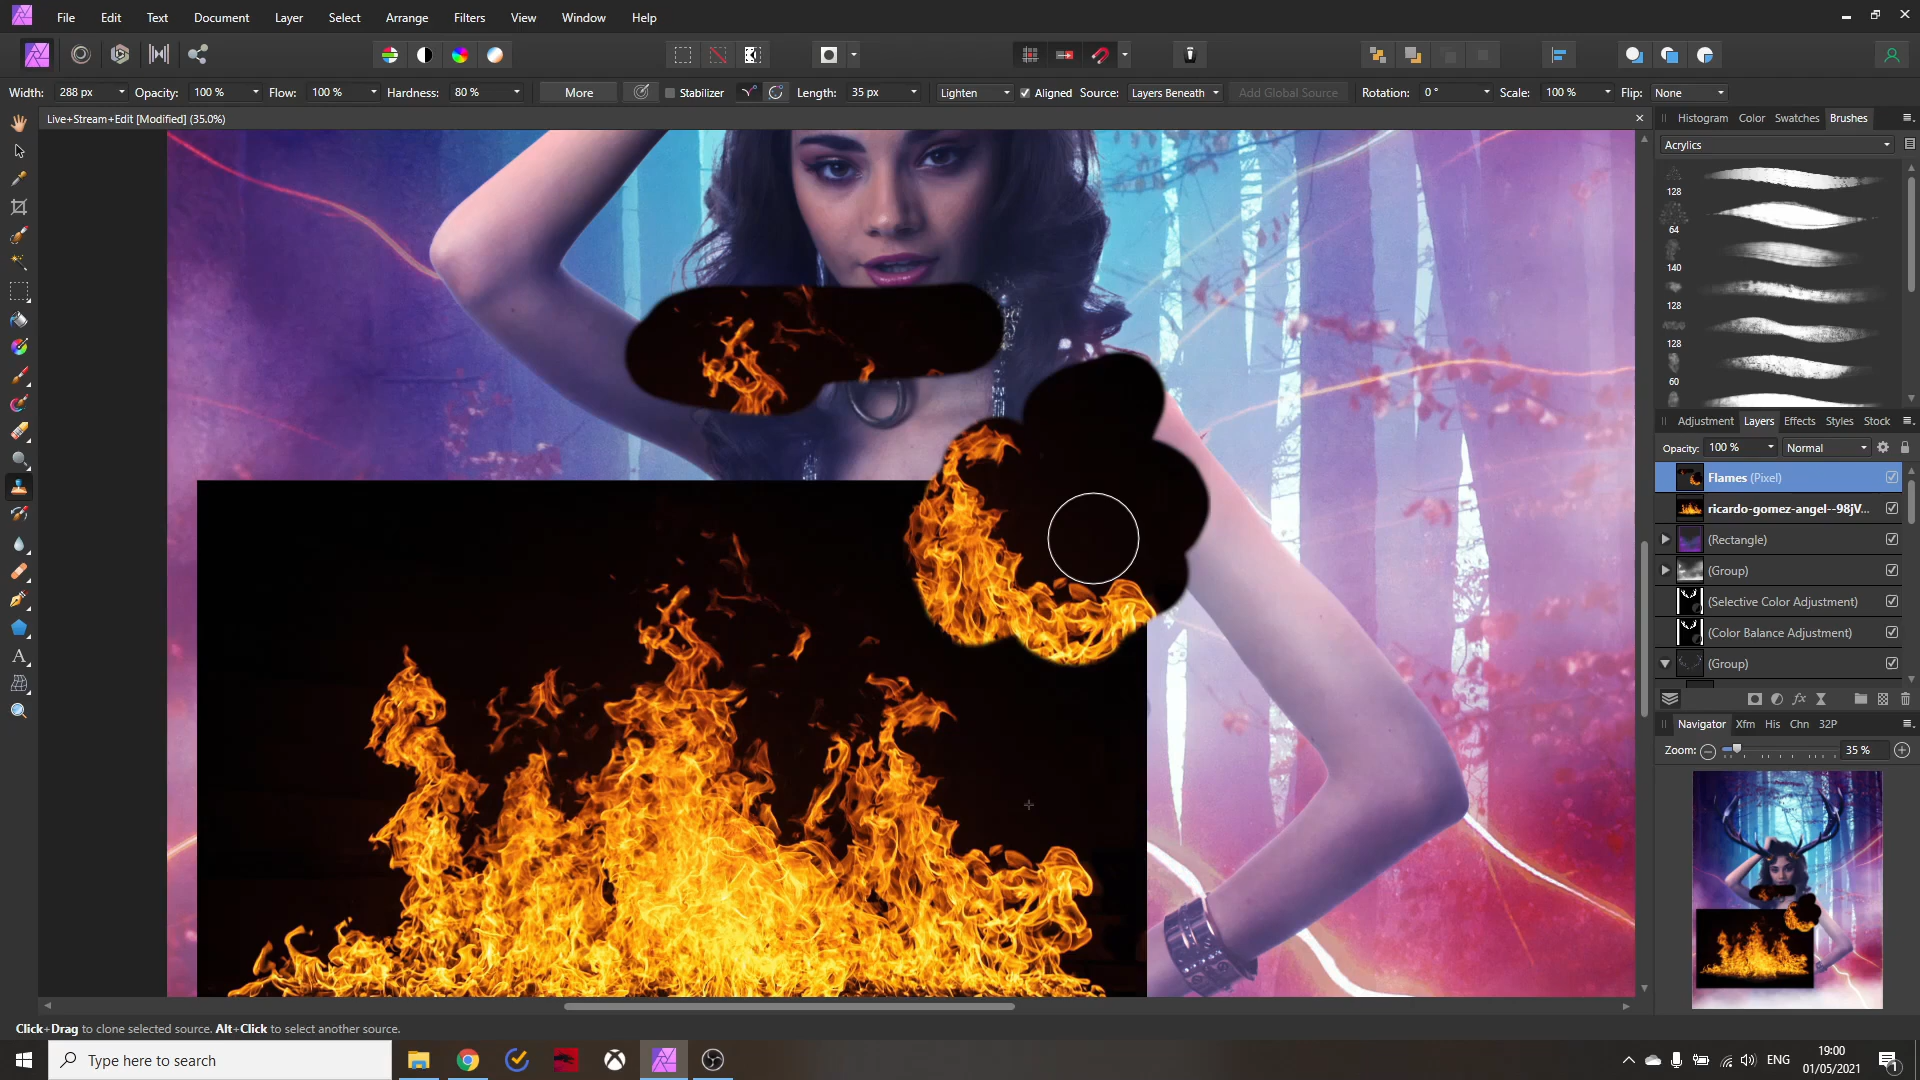 File Edit Text Document Layer Select Arrange Filters View Window Help
Width: 288 px Opacity: 100 % Flow: 100 % Hardness: 80 % More Stabilizer Length: 35 px Lighten Aligned Source: Layers Beneath Add Global Source Rotation: 0 ° Scale: 100 % Flip: None
Live+Stream+Edit [Modified] (35.0%)
Histogram Color Swatches Brushes
Acrylics
128
64
140
128
128
60
Adjustment Layers Effects Styles Stock
Opacity: 100 % Normal
Flames (Pixel)
ricardo-gomez-angel--98jV...
(Rectangle)
(Group)
(Selective Color Adjustment)
(Color Balance Adjustment)
(Group)
fx
Navigator Xfm His Chn 32P
Zoom: 35 %
Click+Drag to clone selected source. Alt+Click to select another source.
Type here to search
ENG
19:00
01/05/2021
1